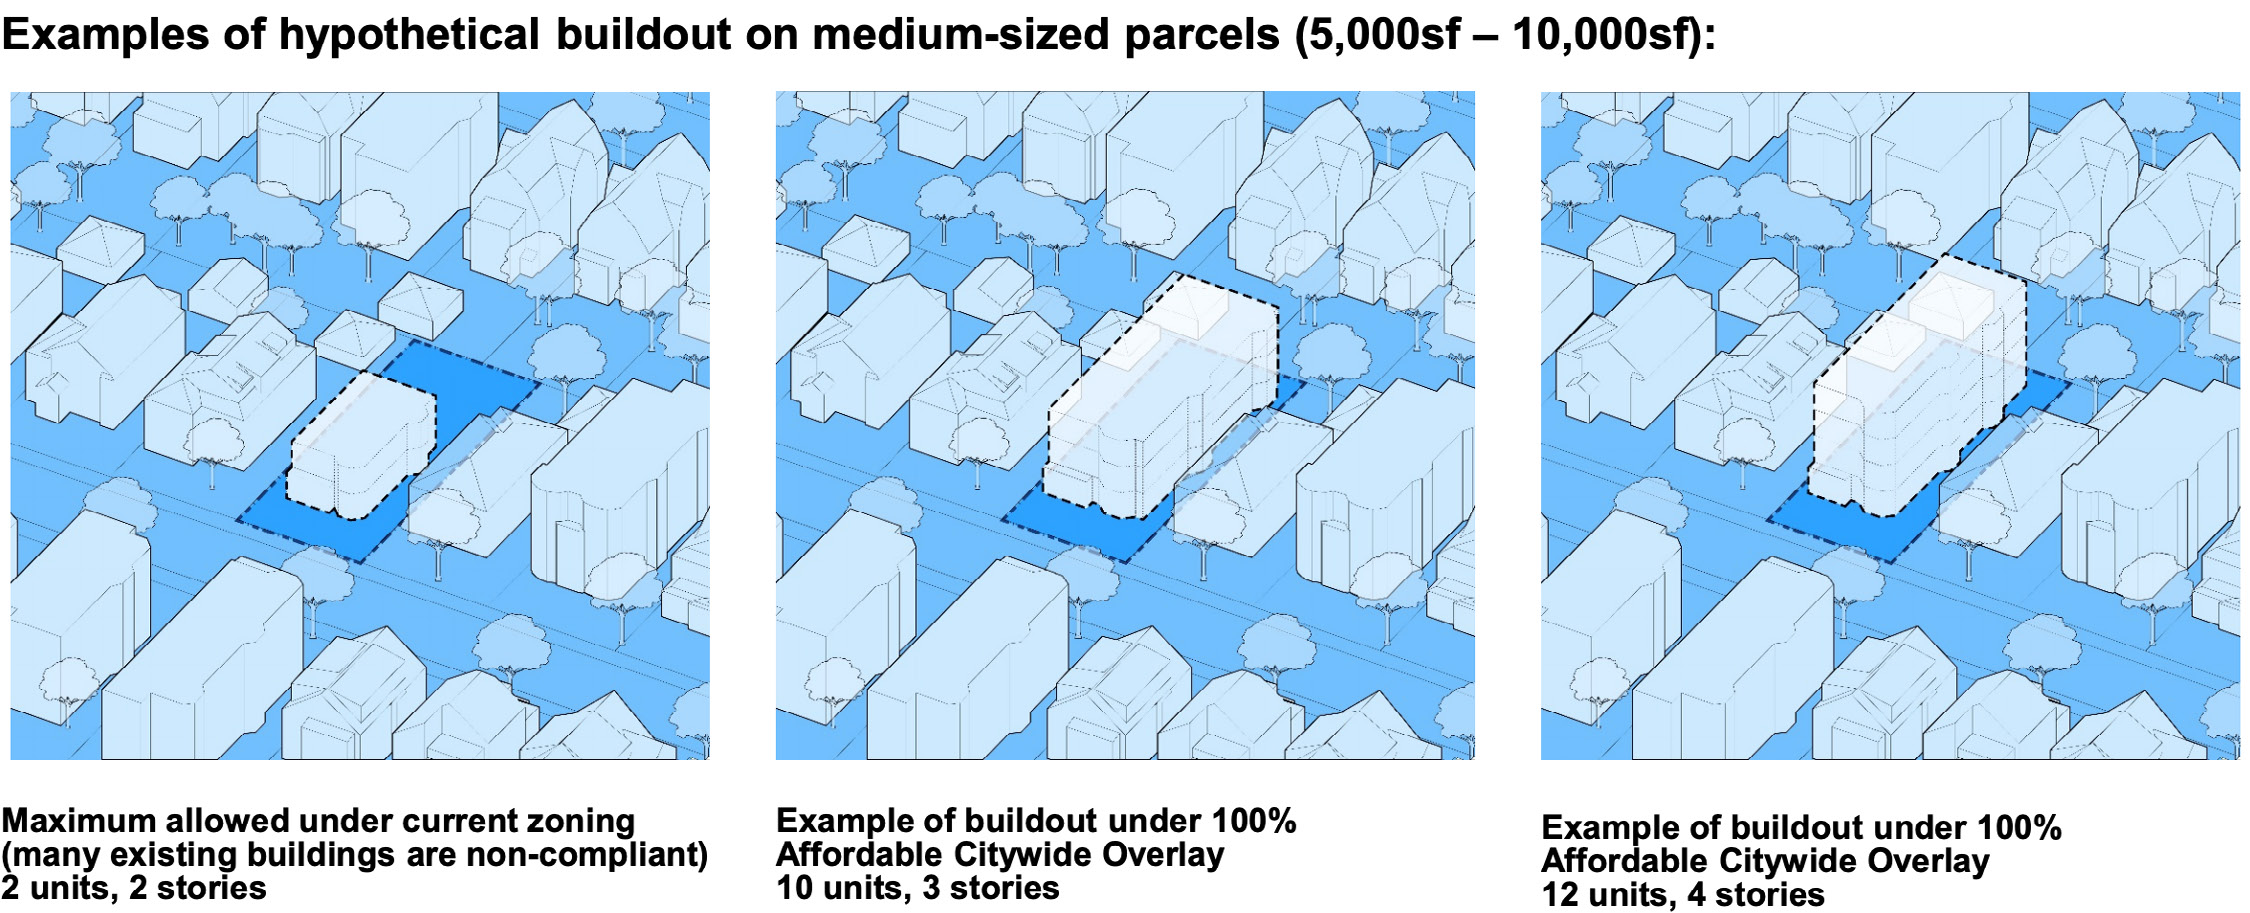 Examples of hypothetical buildout on medium-sized parcels (5,000sf – 10,000sf):
Maximum allowed under current zoning
(many existing buildings are non-compliant)
2 units, 2 stories
Example of buildout under 100%
Affordable Citywide Overlay
10 units, 3 stories
Example of buildout under 100%
Affordable Citywide Overlay
12 units, 4 stories